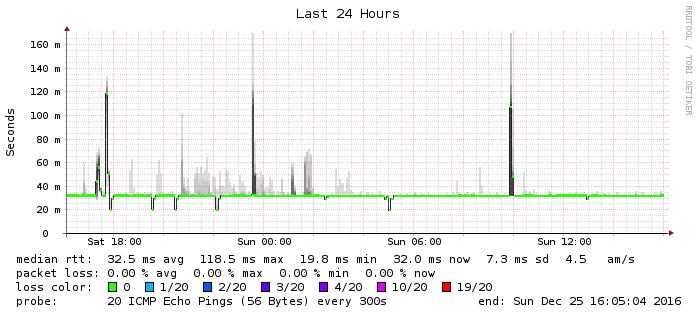 Last 24 Hours
RRDTOOL / TOBI OETIKER
Seconds
160 m
140 m
120 m
100 m
80 m
60 m
40 m
20 m
0
Sat 18:00 Sun 00:00 Sun 06:00 Sun 12:00
median rtt: 32.5 ms avg 118.5 ms max 19.8 ms min 32.0 ms now 7.3 ms sd 4.5 am/s
packet loss: 0.00 % avg 0.00 % max 0.00 % min 0.00 % now
loss color: 0 1/20 2/20 3/20 4/20 10/20 19/20
probe: 20 ICMP Echo Pings (56 Bytes) every 300s end: Sun Dec 25 16:05:04 2016